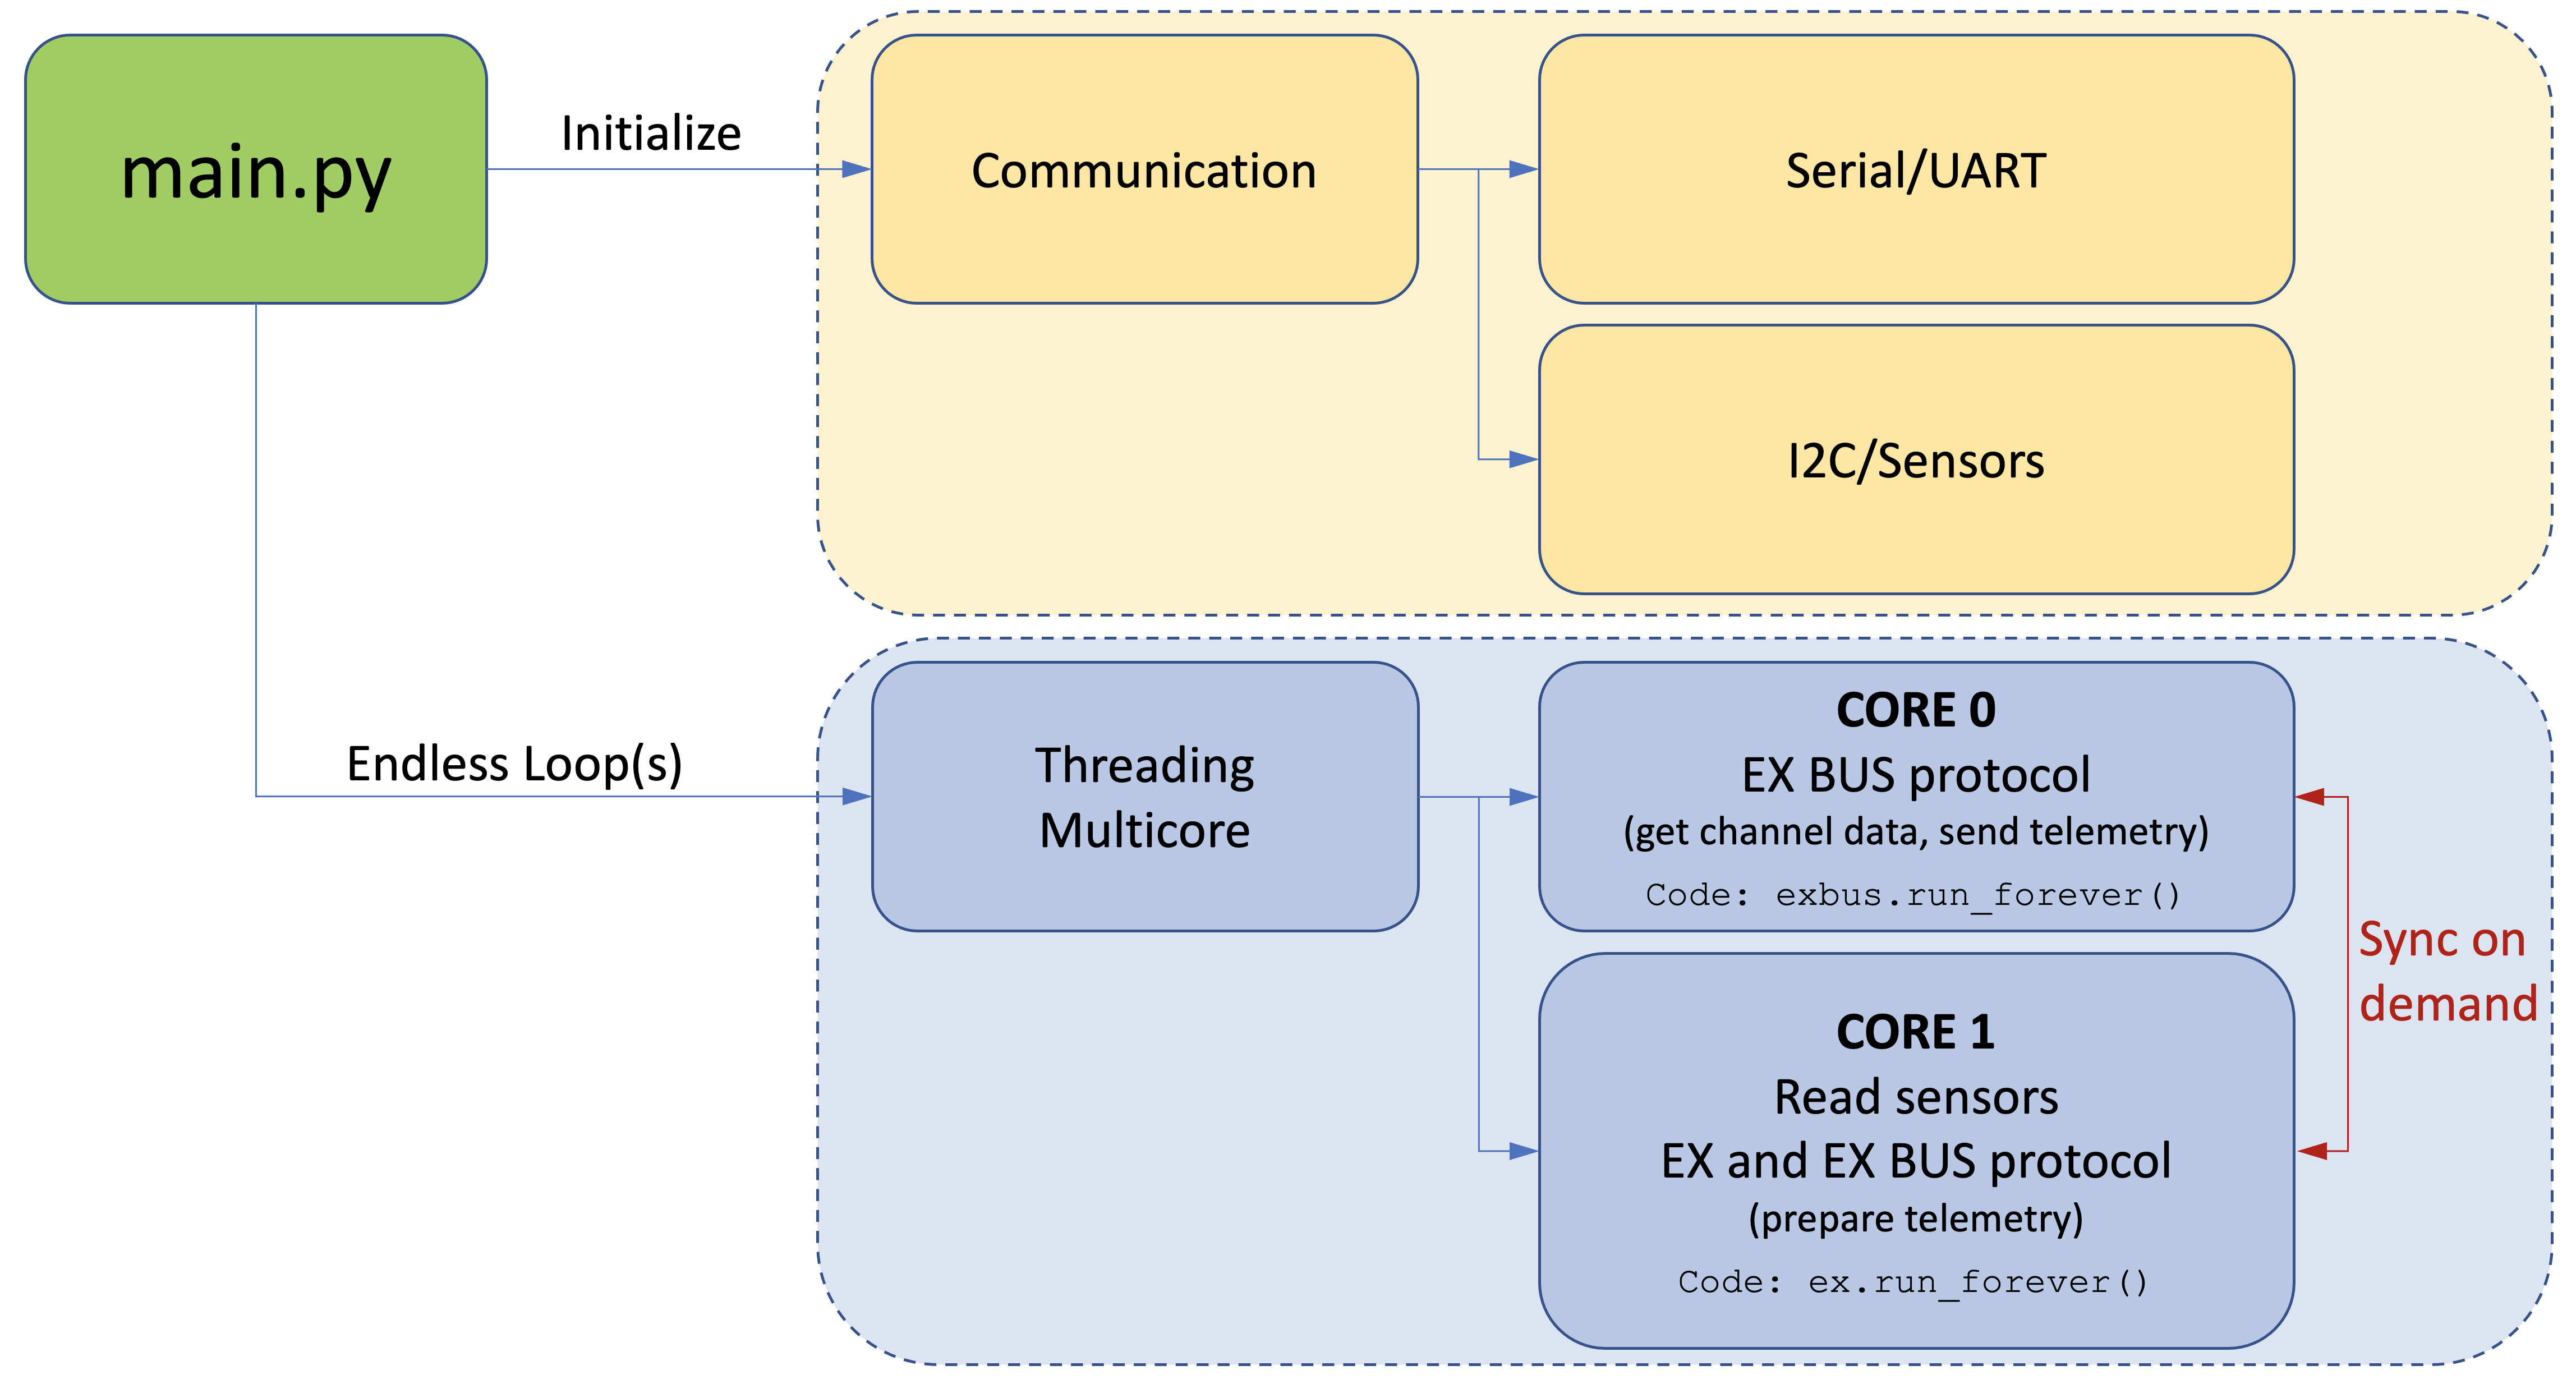 main.py
Initialize
Communication
Serial/UART
I2C/Sensors
Endless Loop(s)
Threading
Multicore
CORE 0
EX BUS protocol
(get channel data, send telemetry)
Code: exbus.run_forever()
Sync on
demand
CORE 1
Read sensors
EX and EX BUS protocol
(prepare telemetry)
Code: ex.run_forever()